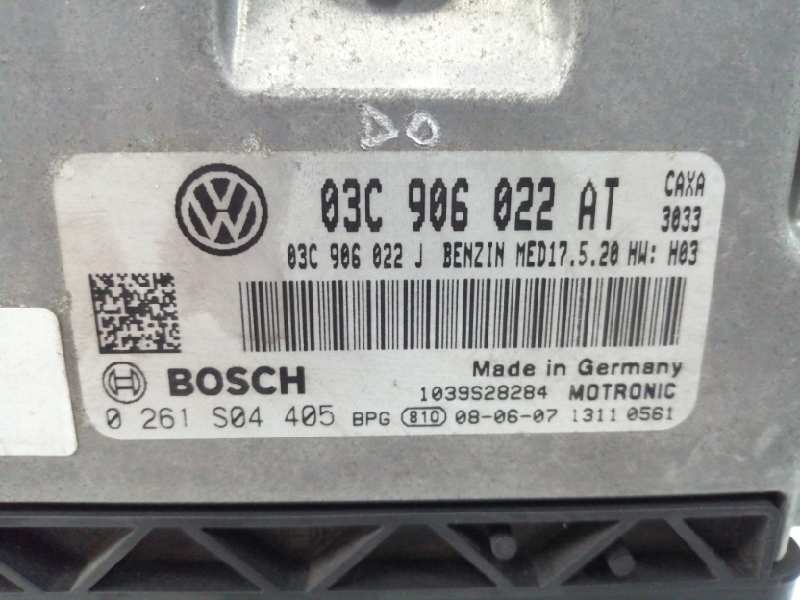 DO
03C 906 022 AT CAXA
3033
03C 906 022 J BENZIN MED17.5.20 HW: H03
Made in Germany
BOSCH 1039S28284 MOTRONIC
0 261 S04 405 BPG 810 08-06-07 1311 0561